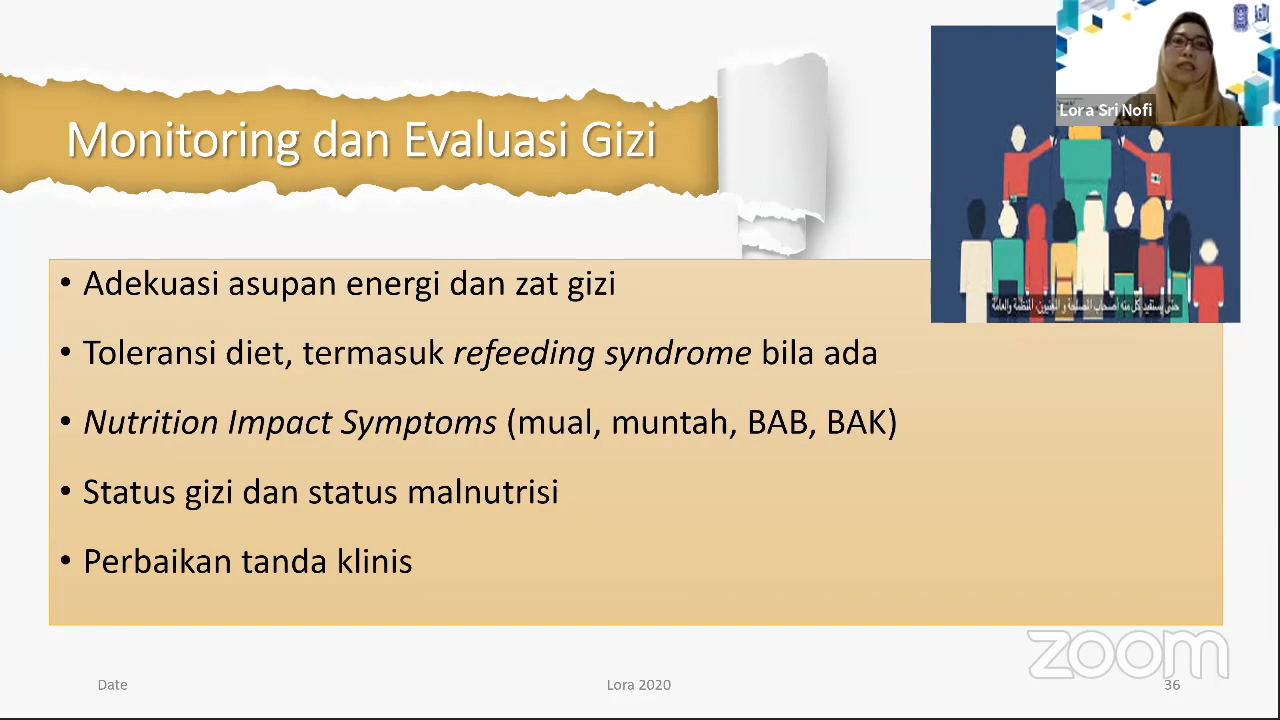 Lora Sri Nofi
Monitoring dan Evaluasi Gizi
• Adekuasi asupan energi dan zat gizi
• Toleransi diet, termasuk refeeding syndrome bila ada
• Nutrition Impact Symptoms (mual, muntah, BAB, BAK)
• Status gizi dan status malnutrisi
• Perbaikan tanda klinis
zoom
Date
Lora 2020
36